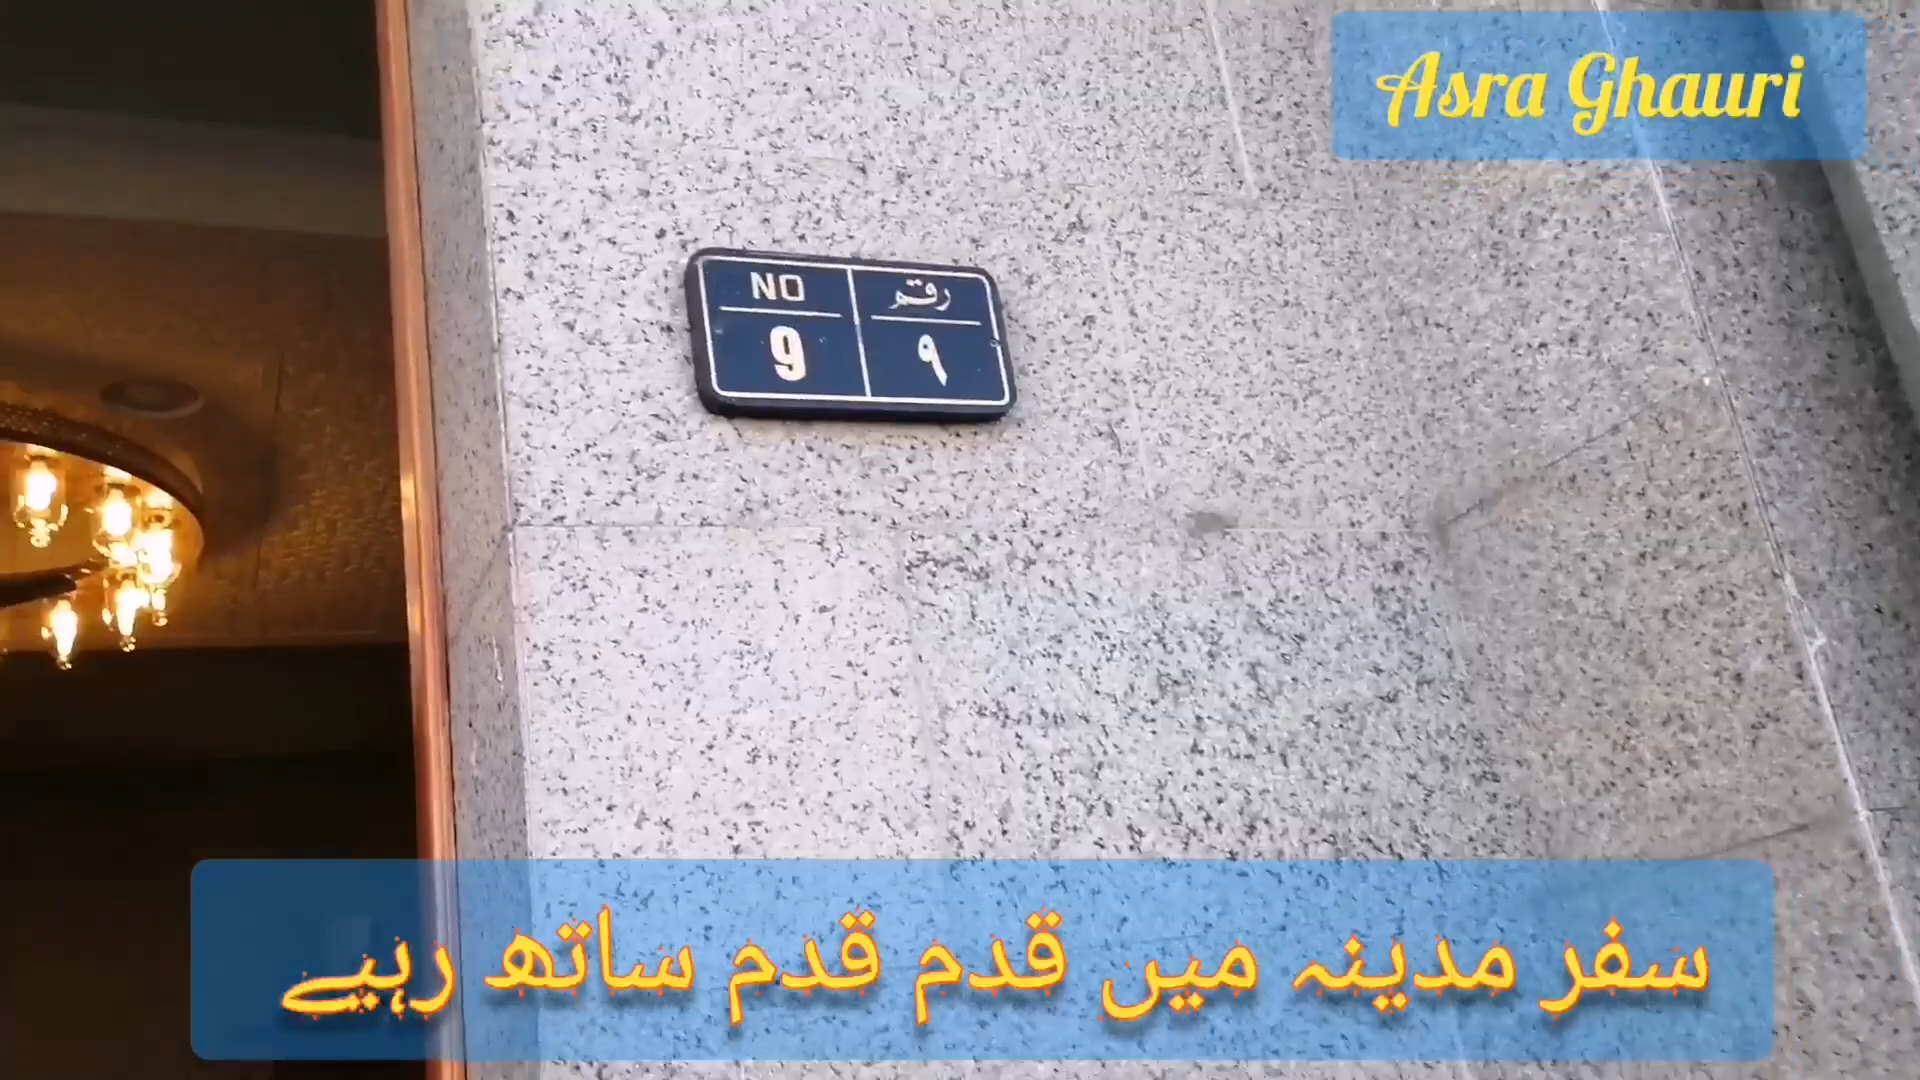 Asra Ghauri
NO
رقم
9
٩
سفر مدینہ میں قدم قدم ساتھ رہیے